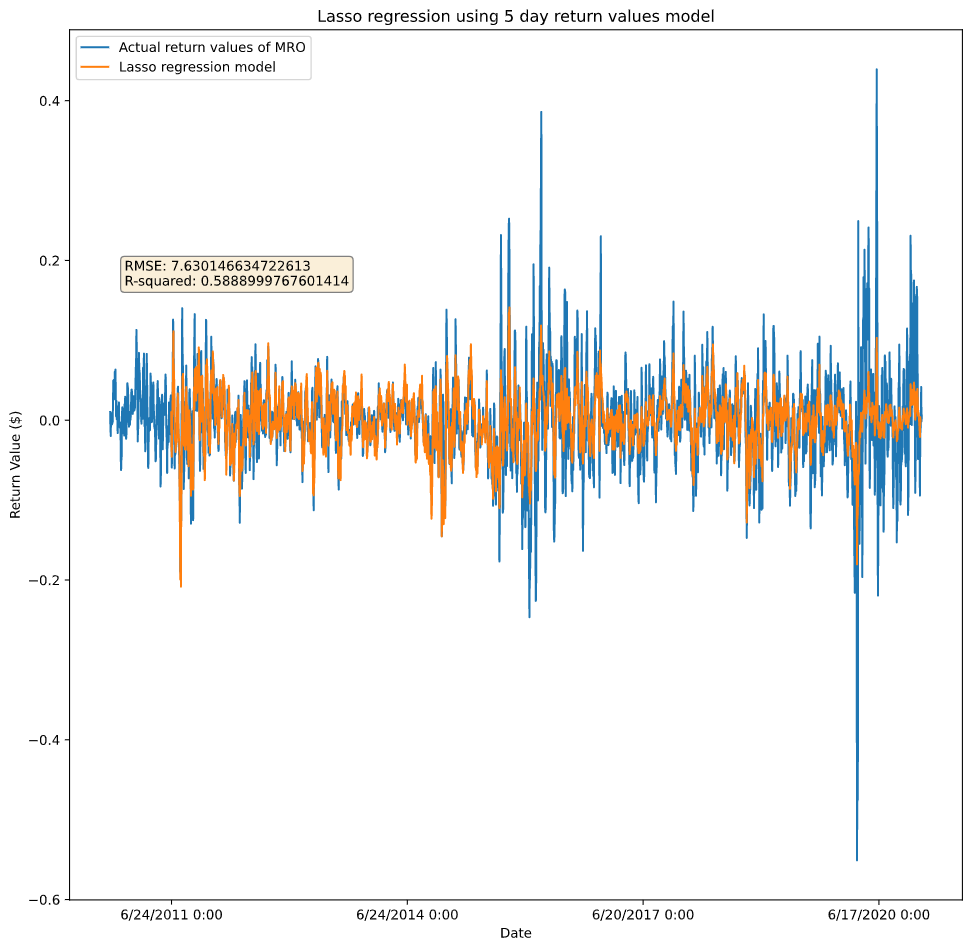 Lasso regression using 5 day return values model
Actual return values of MRO
Lasso regression model
RMSE: 7.630146634722613
R-squared: 0.5888999767601414
0.4
0.2
0.0
−0.2
−0.4
−0.6
Return Value ($)
6/24/2011 0:00
6/24/2014 0:00
6/20/2017 0:00
6/17/2020 0:00
Date